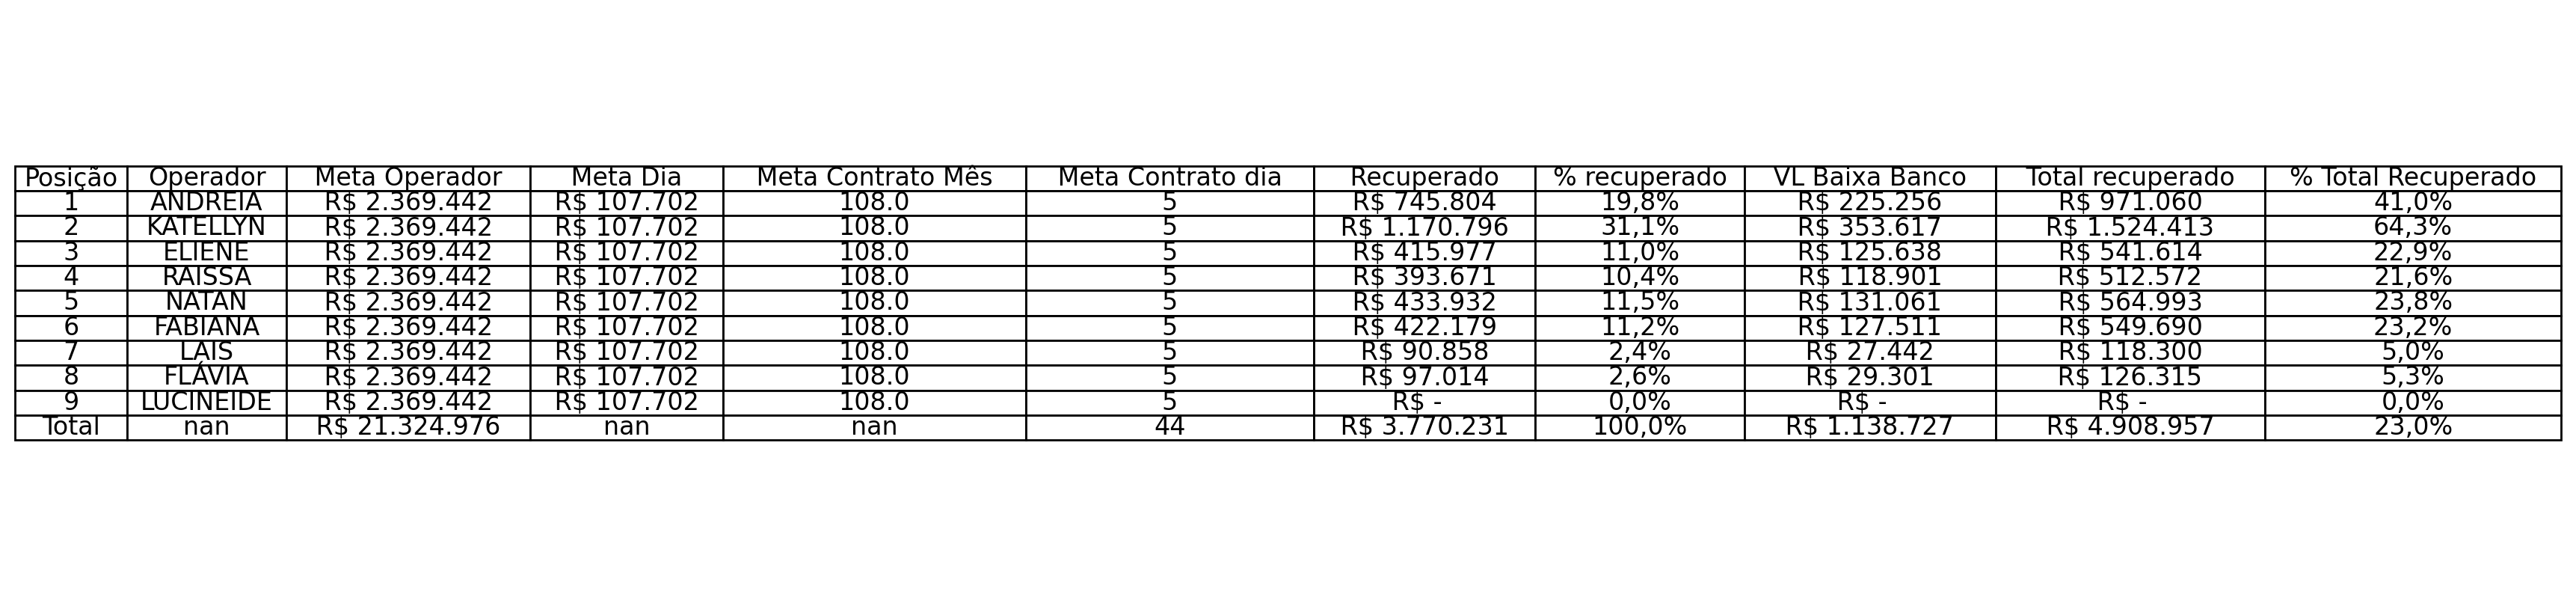 Posição Operador Meta Operador Meta Dia Meta Contrato Mês Meta Contrato dia Recuperado % recuperado VL Baixa Banco Total recuperado % Total Recuperado
1 ANDREIA R$ 2.369.442 R$ 107.702 108.0 5 R$ 745.804 19,8% R$ 225.256 R$ 971.060 41,0%
2 KATELLYN R$ 2.369.442 R$ 107.702 108.0 5 R$ 1.170.796 31,1% R$ 353.617 R$ 1.524.413 64,3%
3 ELIENE R$ 2.369.442 R$ 107.702 108.0 5 R$ 415.977 11,0% R$ 125.638 R$ 541.614 22,9%
4 RAISSA R$ 2.369.442 R$ 107.702 108.0 5 R$ 393.671 10,4% R$ 118.901 R$ 512.572 21,6%
5 NATAN R$ 2.369.442 R$ 107.702 108.0 5 R$ 433.932 11,5% R$ 131.061 R$ 564.993 23,8%
6 FABIANA R$ 2.369.442 R$ 107.702 108.0 5 R$ 422.179 11,2% R$ 127.511 R$ 549.690 23,2%
7 LAIS R$ 2.369.442 R$ 107.702 108.0 5 R$ 90.858 2,4% R$ 27.442 R$ 118.300 5,0%
8 FLÁVIA R$ 2.369.442 R$ 107.702 108.0 5 R$ 97.014 2,6% R$ 29.301 R$ 126.315 5,3%
9 LUCINEIDE R$ 2.369.442 R$ 107.702 108.0 5 R$ - 0,0% R$ - R$ - 0,0%
Total nan R$ 21.324.976 nan nan 44 R$ 3.770.231 100,0% R$ 1.138.727 R$ 4.908.957 23,0%